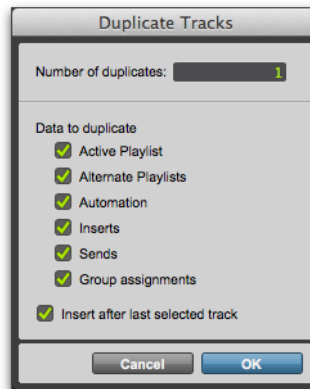 Duplicate Tracks
Number of duplicates: 1
Data to duplicate
Active Playlist
Alternate Playlists
Automation
Inserts
Sends
Group assignments
Insert after last selected track
Cancel OK